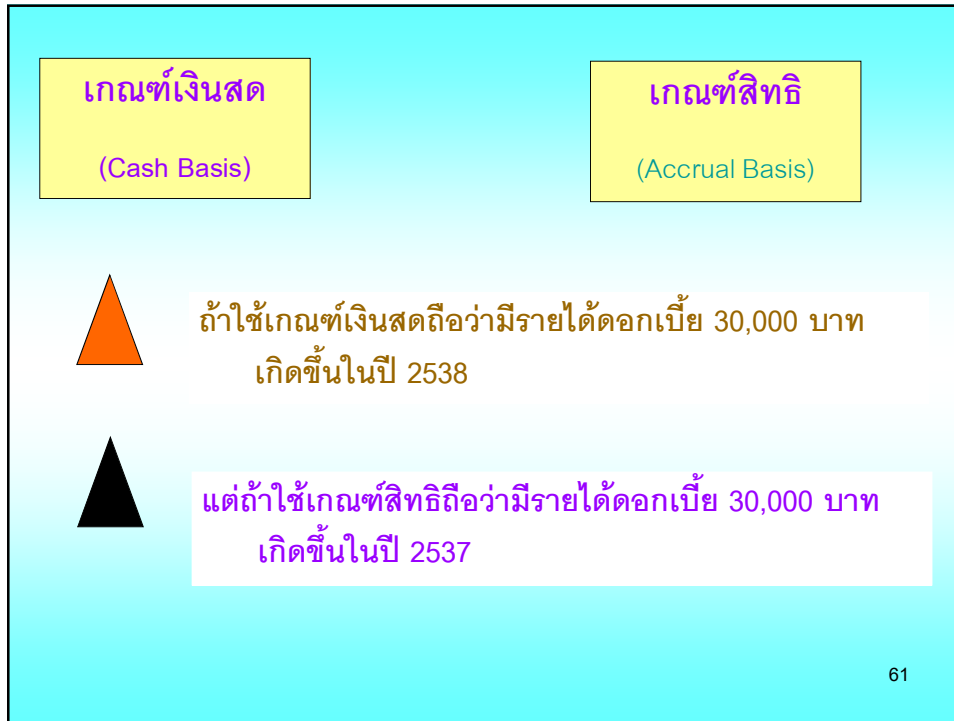 เกณฑ์เงินสด
(Cash Basis)
เกณฑ์สิทธิ
(Accrual Basis)
ถ้าใช้เกณฑ์เงินสดถือว่ามีรายได้ดอกเบี้ย 30,000 บาท
เกิดขึ้นในปี 2538
แต่ถ้าใช้เกณฑ์สิทธิถือว่ามีรายได้ดอกเบี้ย 30,000 บาท
เกิดขึ้นในปี 2537
61